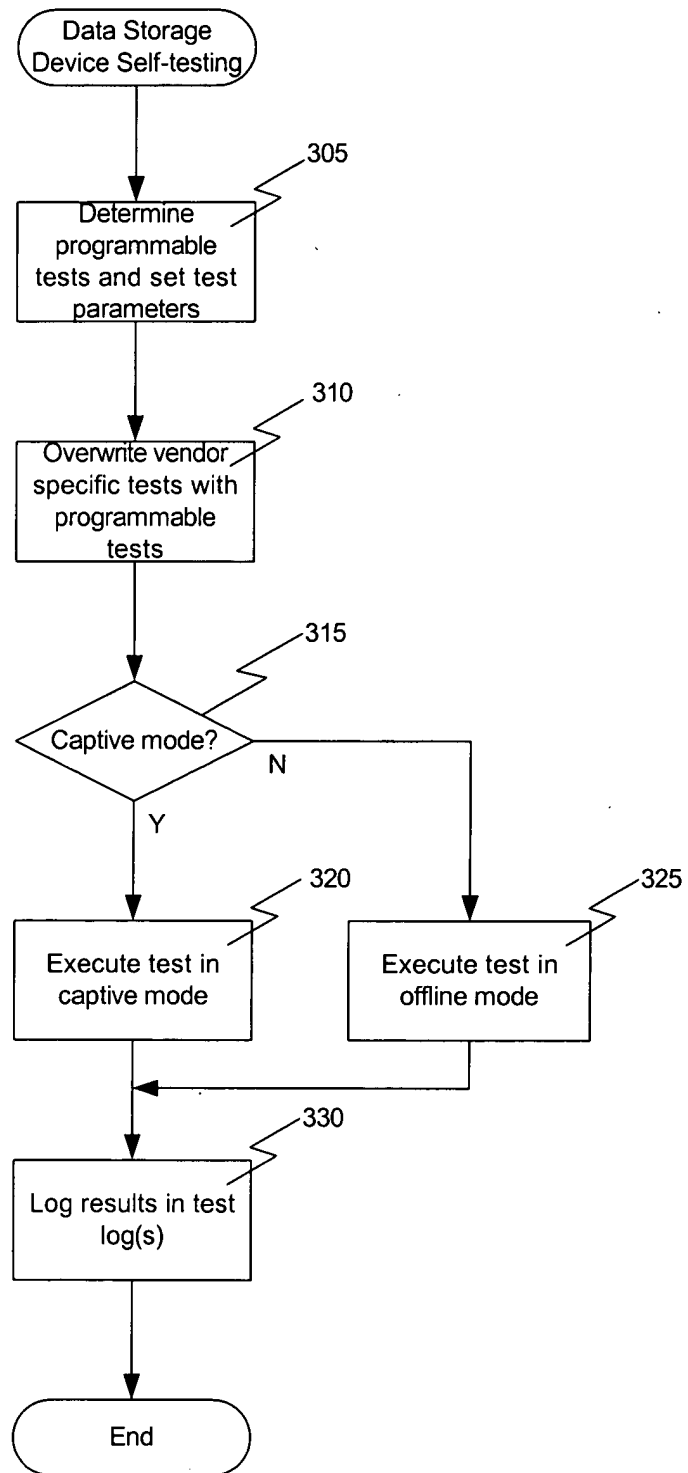 Data Storage
Device Self-testing
305
Determine
programmable
tests and set test
parameters
310
Overwrite vendor
specific tests with
programmable
tests
315
Captive mode?
N
Y
320
325
Execute test in
captive mode
Execute test in
offline mode
330
Log results in test
log(s)
End